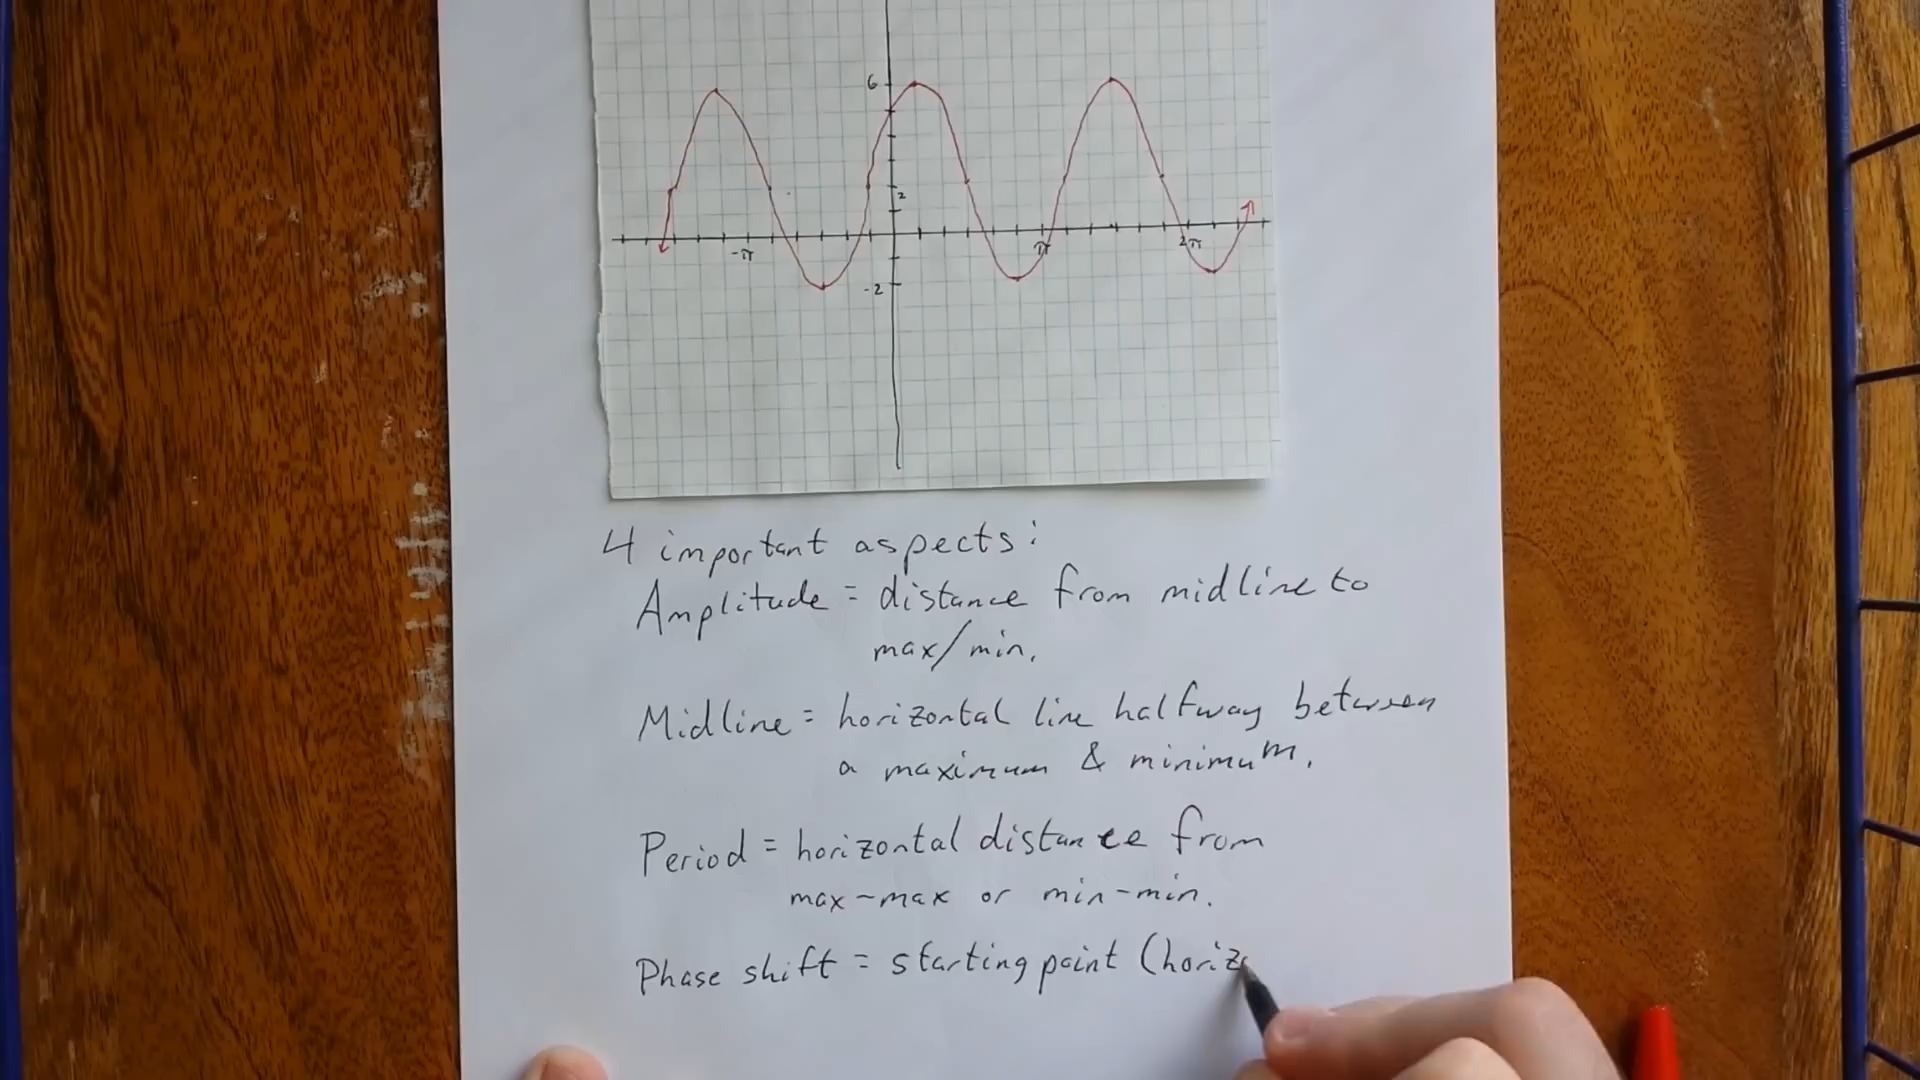 6
2
-π π 2π
-2
4 important aspects:
Amplitude = distance from midline to
max/min.
Midline = horizontal line halfway between
a maximum & minimum.
Period = horizontal distance from
max-max or min-min.
Phase shift = starting point (horiz